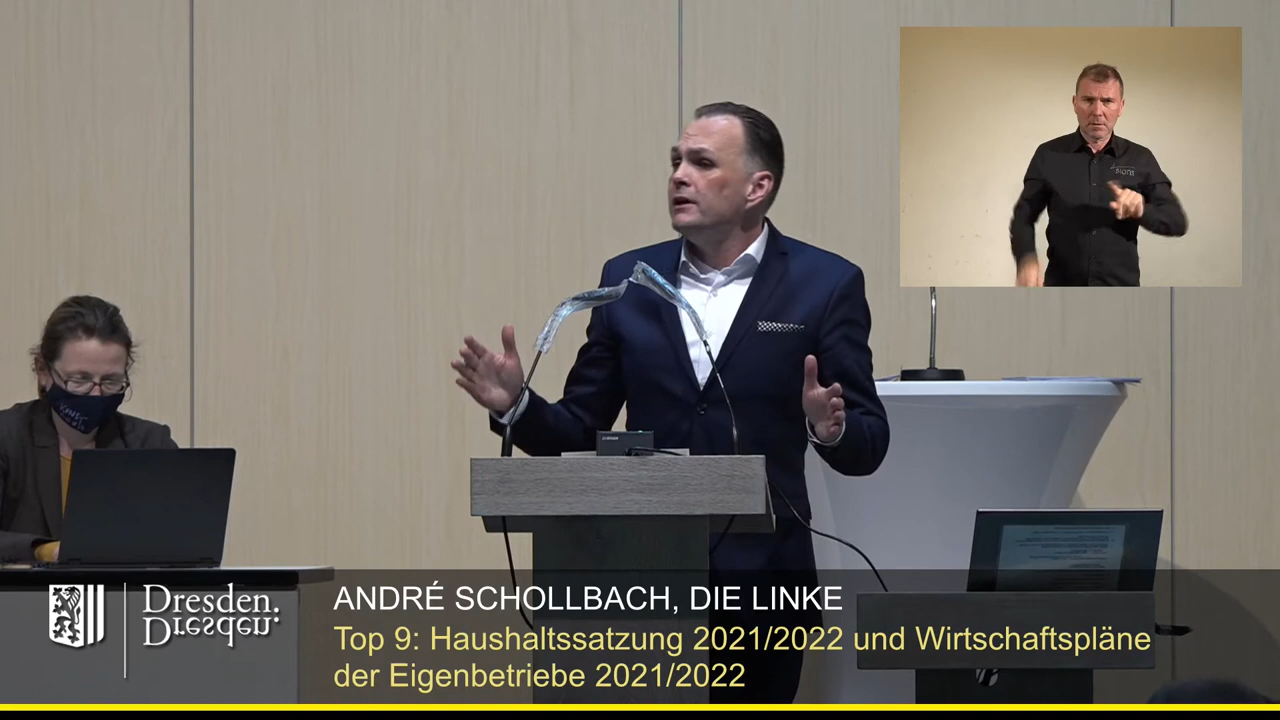 Dresden.
ANDRÉ SCHOLLBACH, DIE LINKE
Top 9: Haushaltssatzung 2021/2022 und Wirtschaftspläne
der Eigenbetriebe 2021/2022